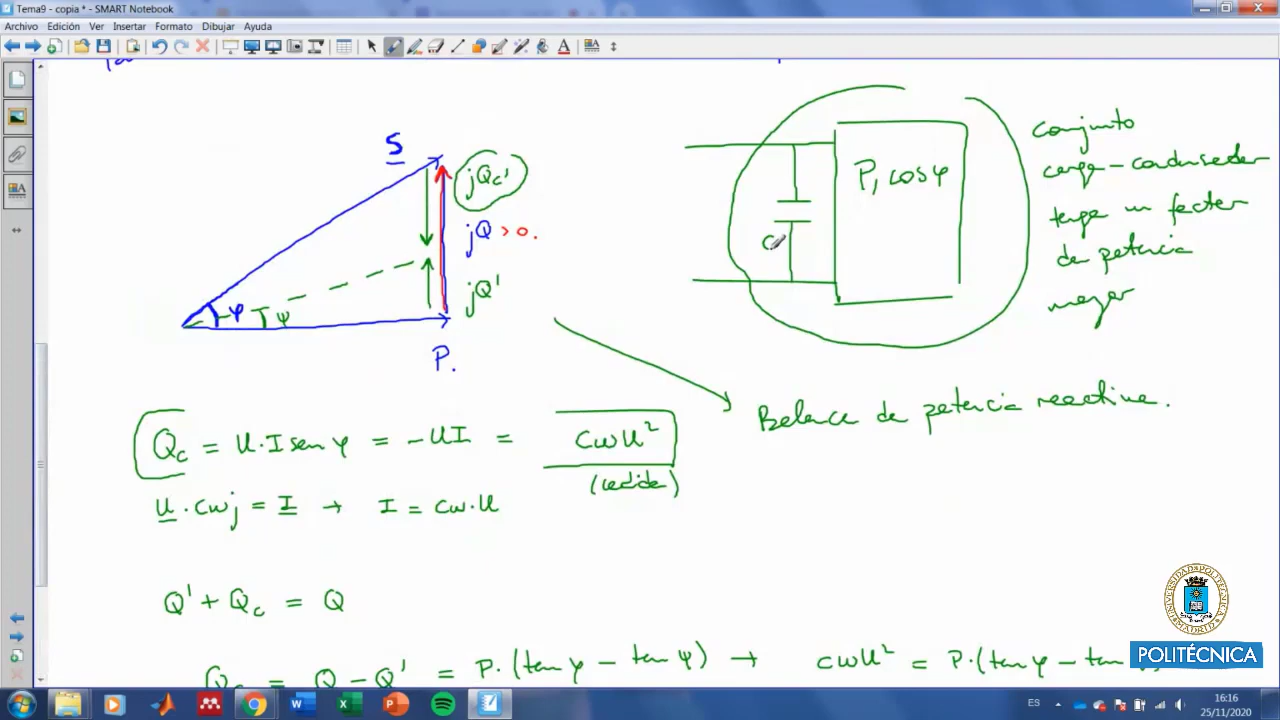 Tema9 - copia * - SMART Notebook
Archivo Edición Ver Insertar Formato Dibujar Ayuda
S
jQc'
jQ > 0.
jQ'
φ
φ
P.
C
P, cosφ
conjunto
carga-condensador
tenga un factor
de potencia
mayor
Balance de potencia reactiva.
Qc = U·I sen φ = -UI = CωU²
(cedida)
U·Cωj = I → I = Cω·U
Q' + Qc = Q
Qc = Q - Q' = P·(tan φ - tan φ) → CωU² = P·(tan φ - tan
POLITÉCNICA
ES
16:16
25/11/2020